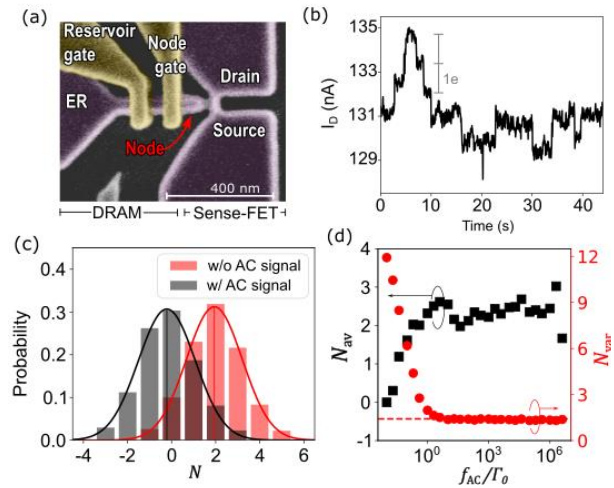 (a)
Reservoir gate
Node gate
ER
Drain
Node
Source
400 nm
DRAM
Sense-FET
(b)
I_D (nA)
135
133
131
129
1e
0
10
20
30
40
Time (s)
(c)
Probability
0.4
0.3
0.2
0.1
0.0
w/o AC signal
w/ AC signal
-4
-2
0
2
4
6
N
(d)
N_av
4
3
2
1
0
-1
12
9
6
3
0
N_var
10^0
10^3
10^6
f_AC/Γ_0